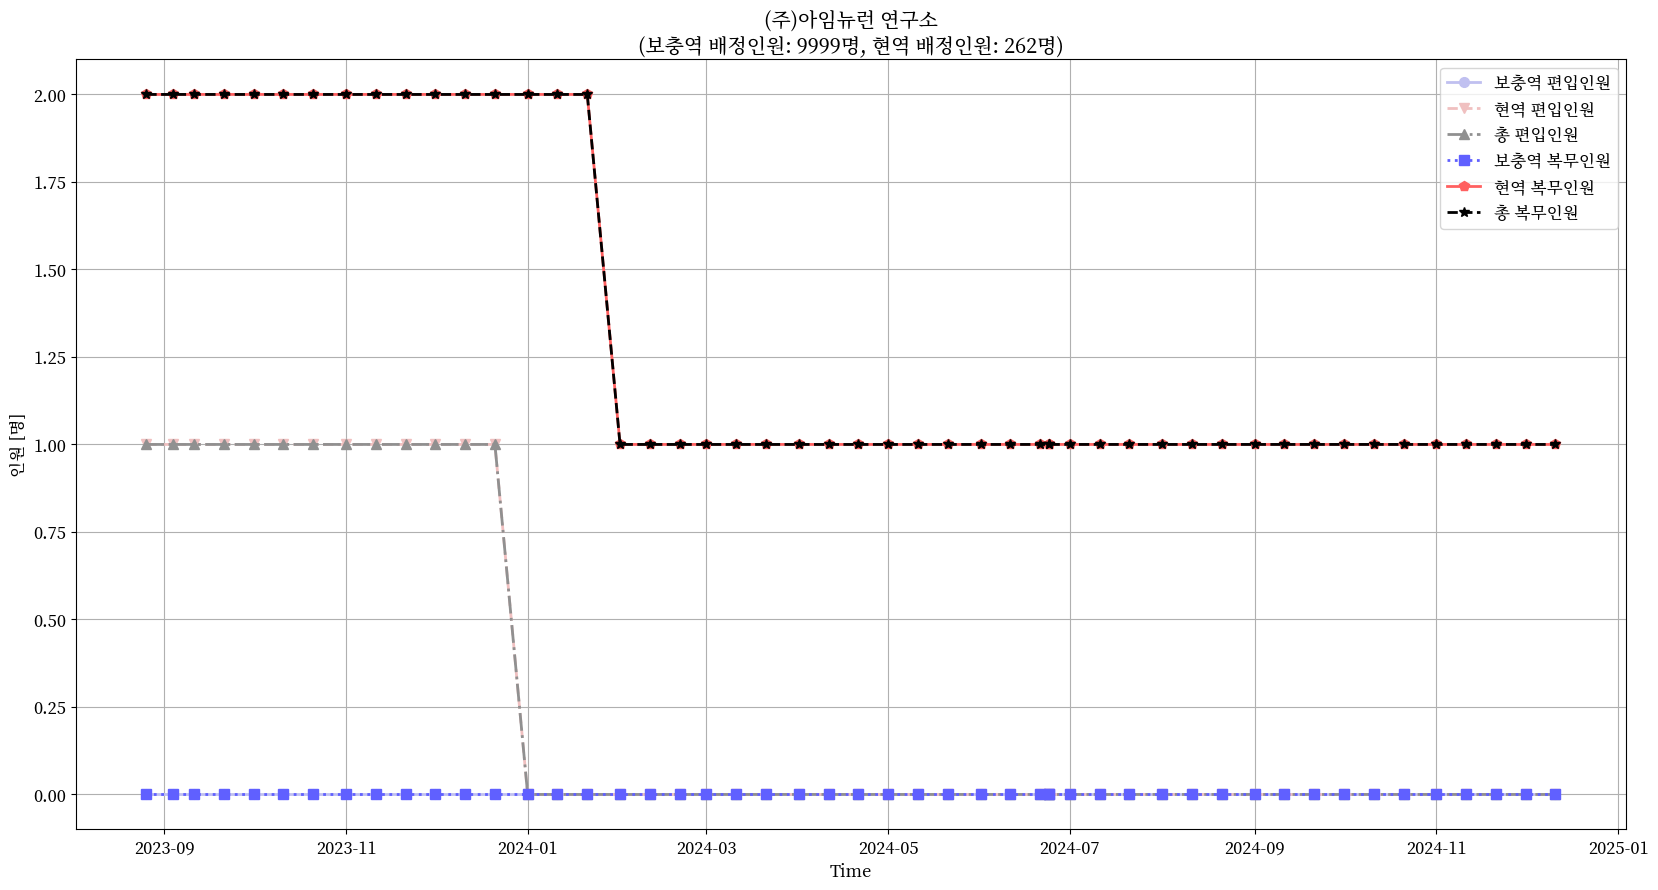 (주)아임뉴런 연구소
(보충역 배정인원: 9999명, 현역 배정인원: 262명)
보충역 편입인원
현역 편입인원
총 편입인원
보충역 복무인원
현역 복무인원
총 복무인원
인원 [명]
2.00
1.75
1.50
1.25
1.00
0.75
0.50
0.25
0.00
2023-09
2023-11
2024-01
2024-03
2024-05
2024-07
2024-09
2024-11
2025-01
Time